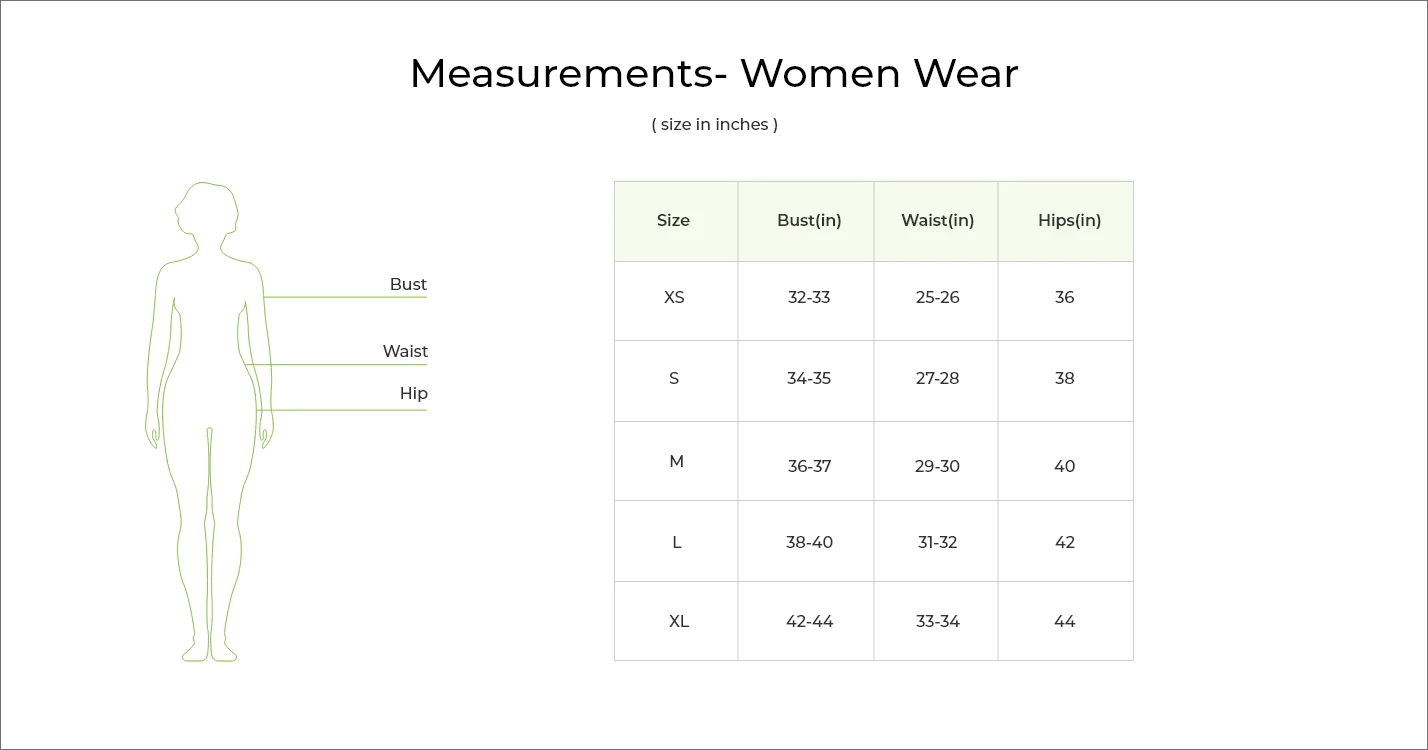 Measurements- Women Wear
( size in inches )
Bust
Waist
Hip
Size Bust(in) Waist(in) Hips(in)
XS 32-33 25-26 36
S 34-35 27-28 38
M 36-37 29-30 40
L 38-40 31-32 42
XL 42-44 33-34 44